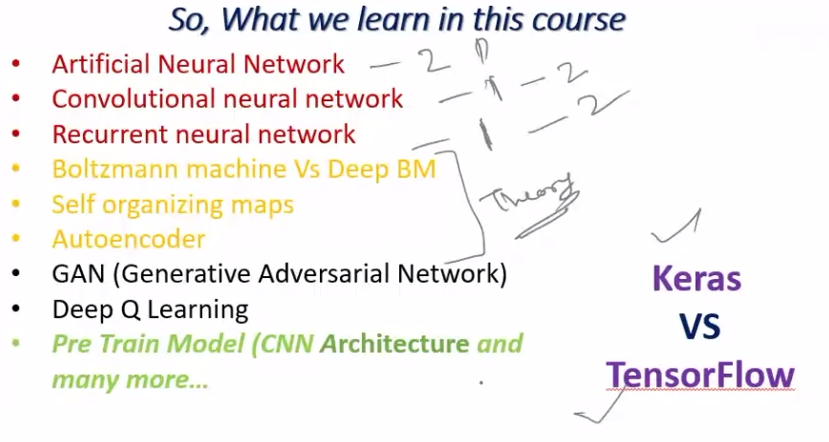 So, What we learn in this course
• Artificial Neural Network — 2
• Convolutional neural network — 1 — 2
• Recurrent neural network — 1 — 2
• Boltzmann machine Vs Deep BM
• Self organizing maps
• Autoencoder
Theory
• GAN (Generative Adversarial Network)
• Deep Q Learning
• Pre Train Model (CNN Architecture and
many more...
Keras
VS
TensorFlow